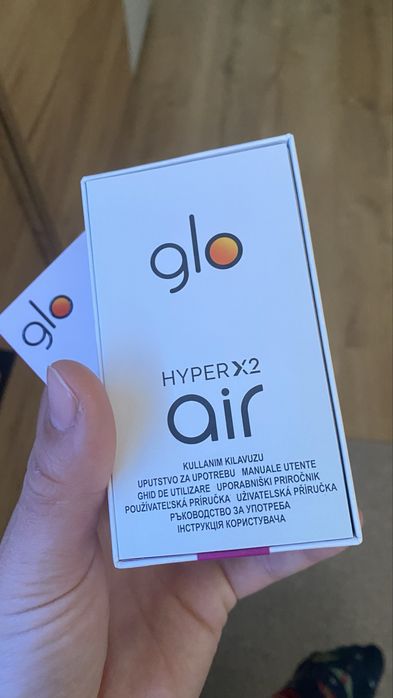 glo
glo
HYPER X2
air
KULLANIM KILAVUZU
UPUTSTVO ZA UPOTREBU MANUALE UTENTE
GHID DE UTILIZARE UPORABNIŠKI PRIROČNIK
POUŽÍVATEĽSKÁ PRÍRUČKA UŽIVATELSKÁ PŘÍRUČKA
РЪКОВОДСТВО ЗА УПОТРЕБА
ІНСТРУКЦІЯ КОРИСТУВАЧА